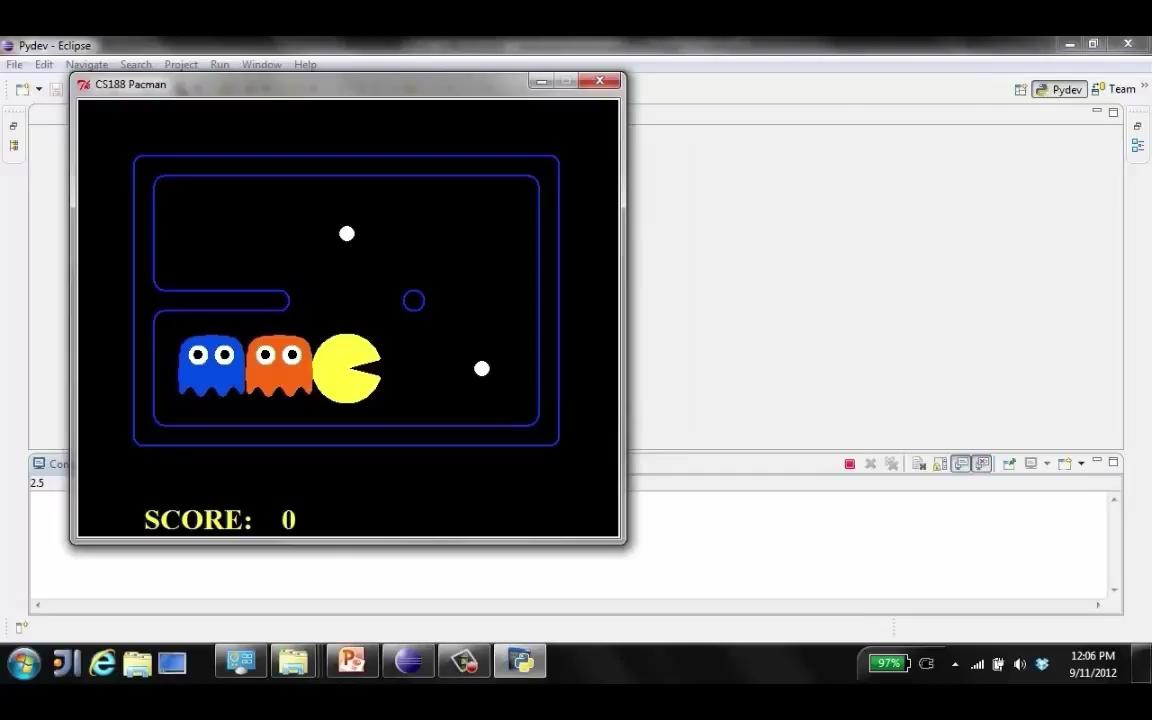 Pydev - Eclipse
File Edit Navigate Search Project Run Window Help
CS188 Pacman
Pydev
Team
Con
2.5
SCORE: 0
97%
12:06 PM
9/11/2012